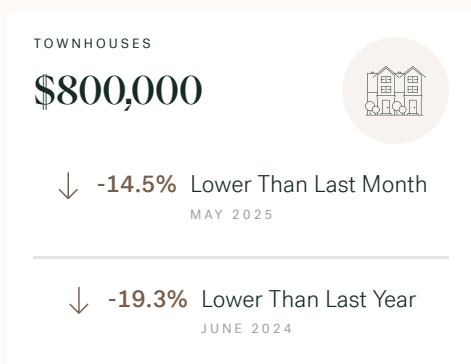 TOWNHOUSES
$800,000
-14.5% Lower Than Last Month
MAY 2025
-19.3% Lower Than Last Year
JUNE 2024